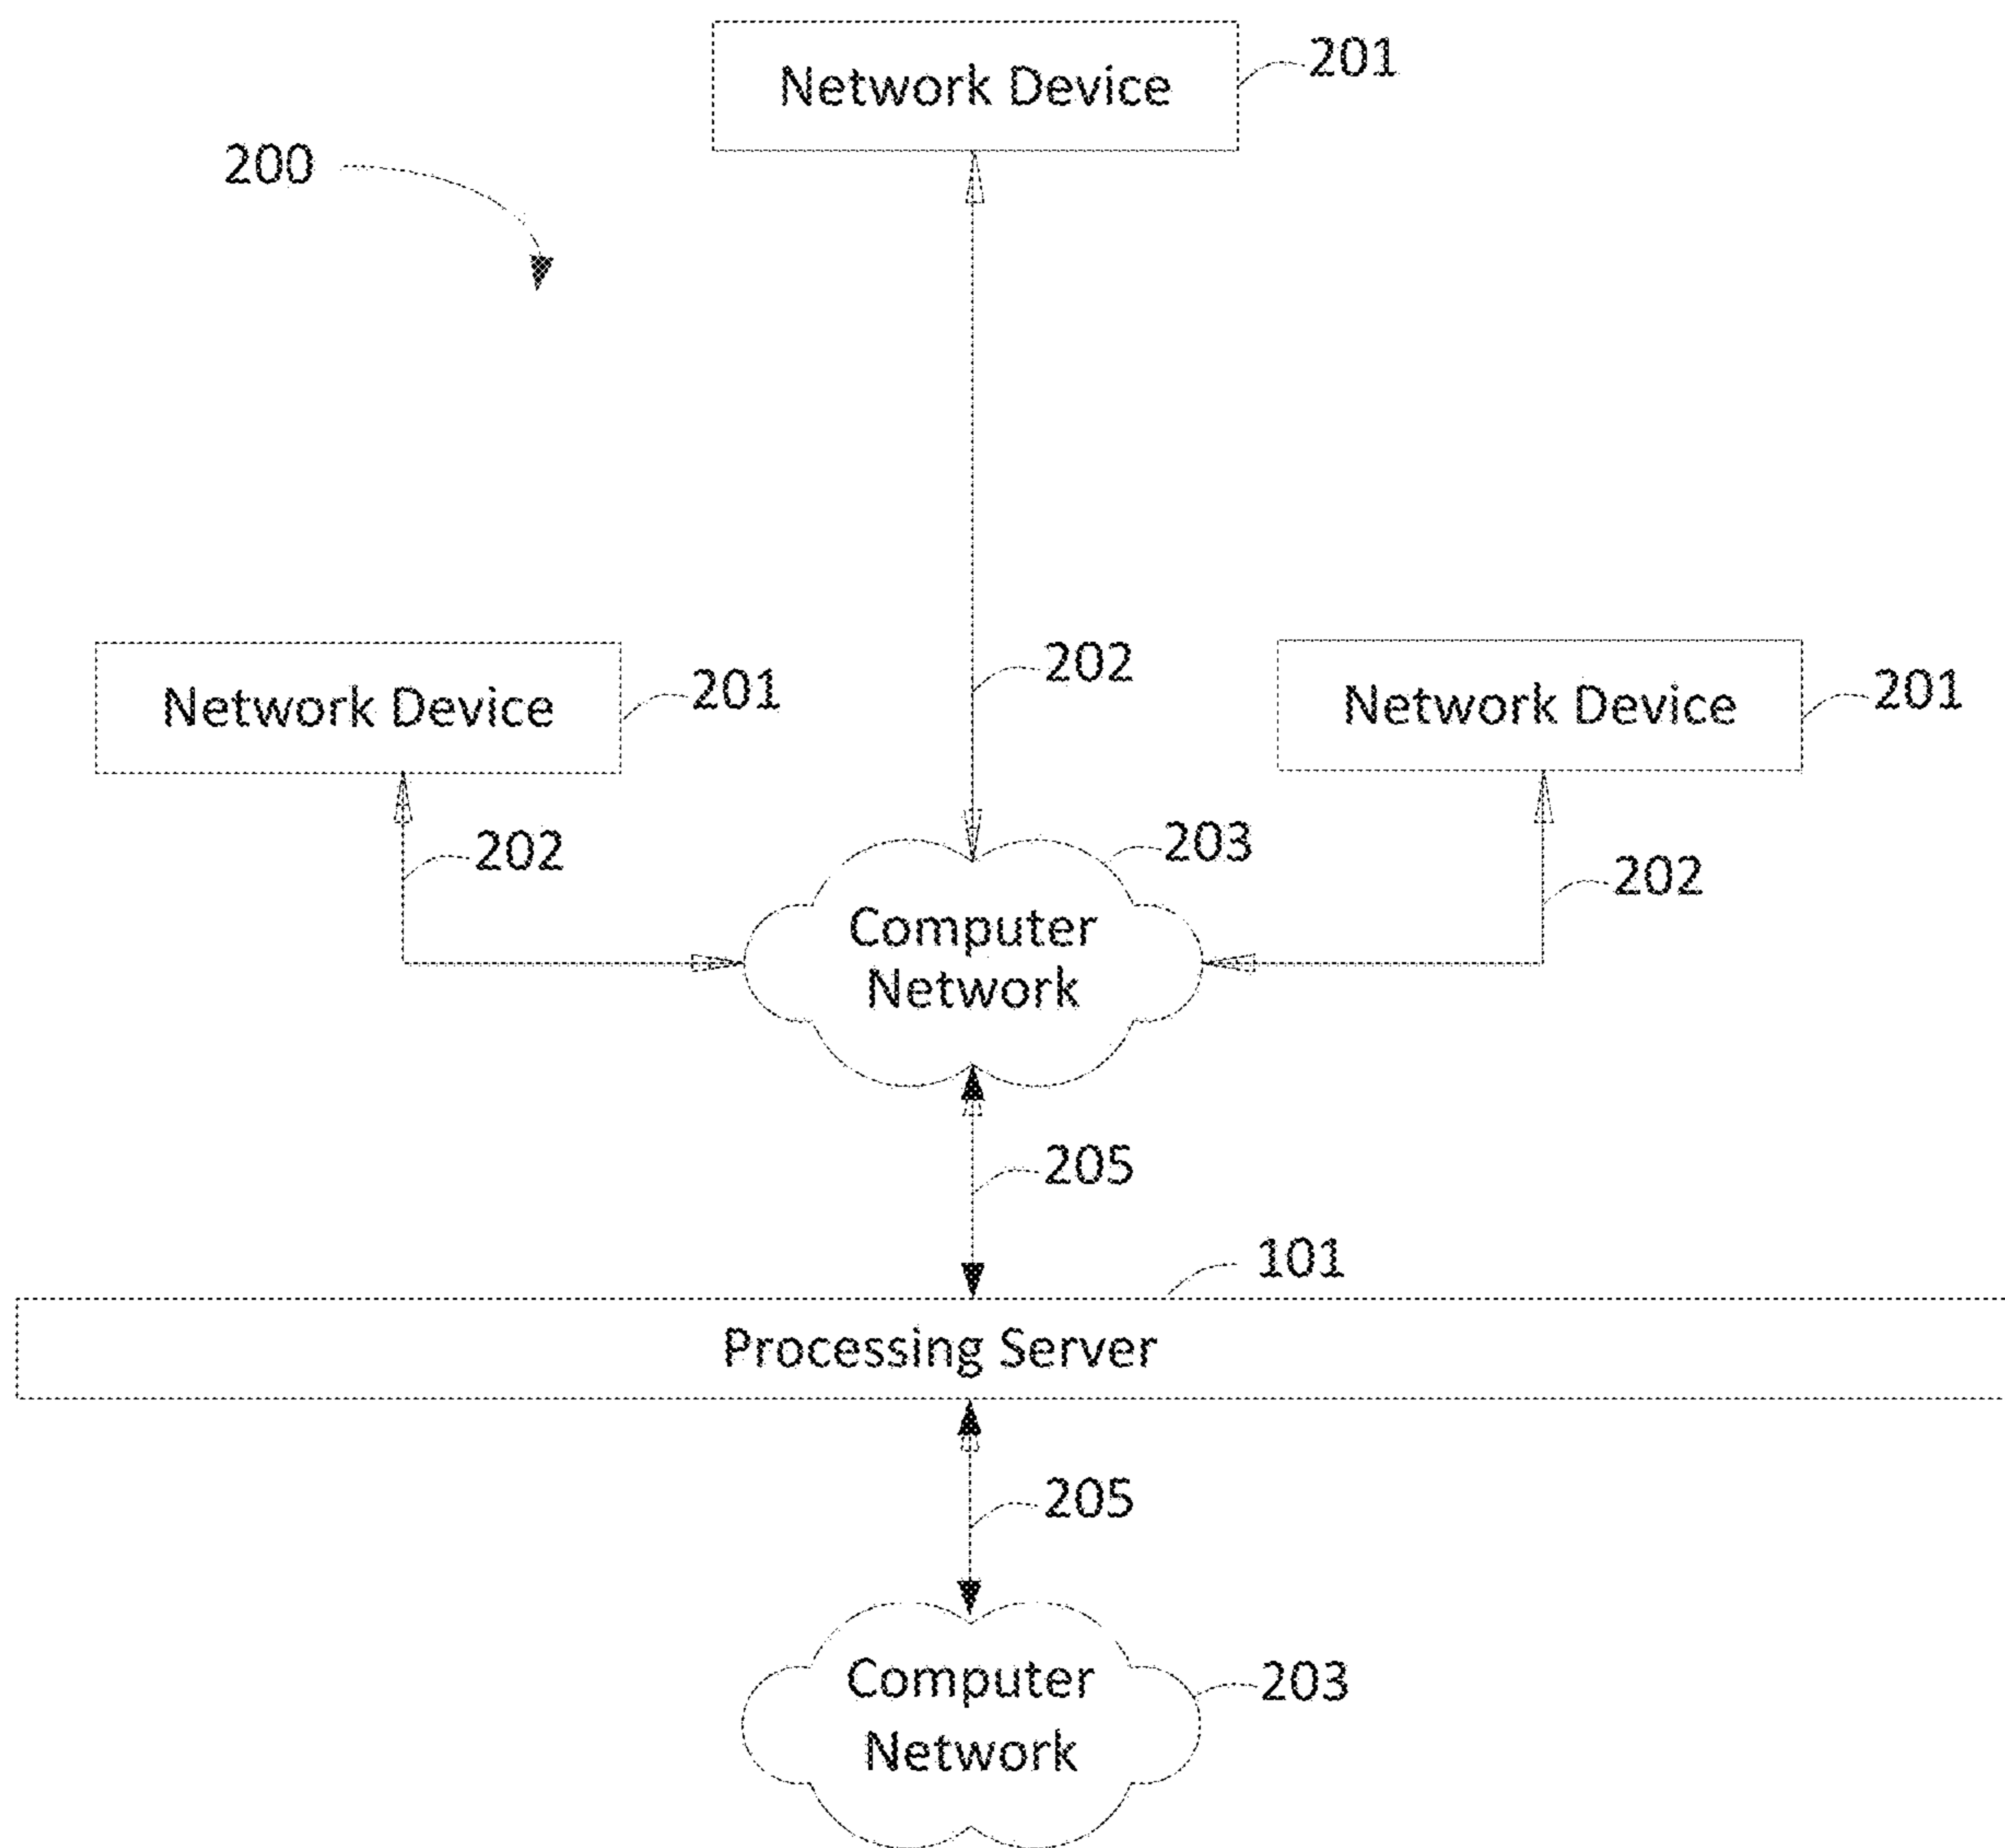 Network Device
201
200
202
Network Device
201
Network Device
201
202
203
202
Computer
Network
205
101
Processing Server
205
Computer
Network
203